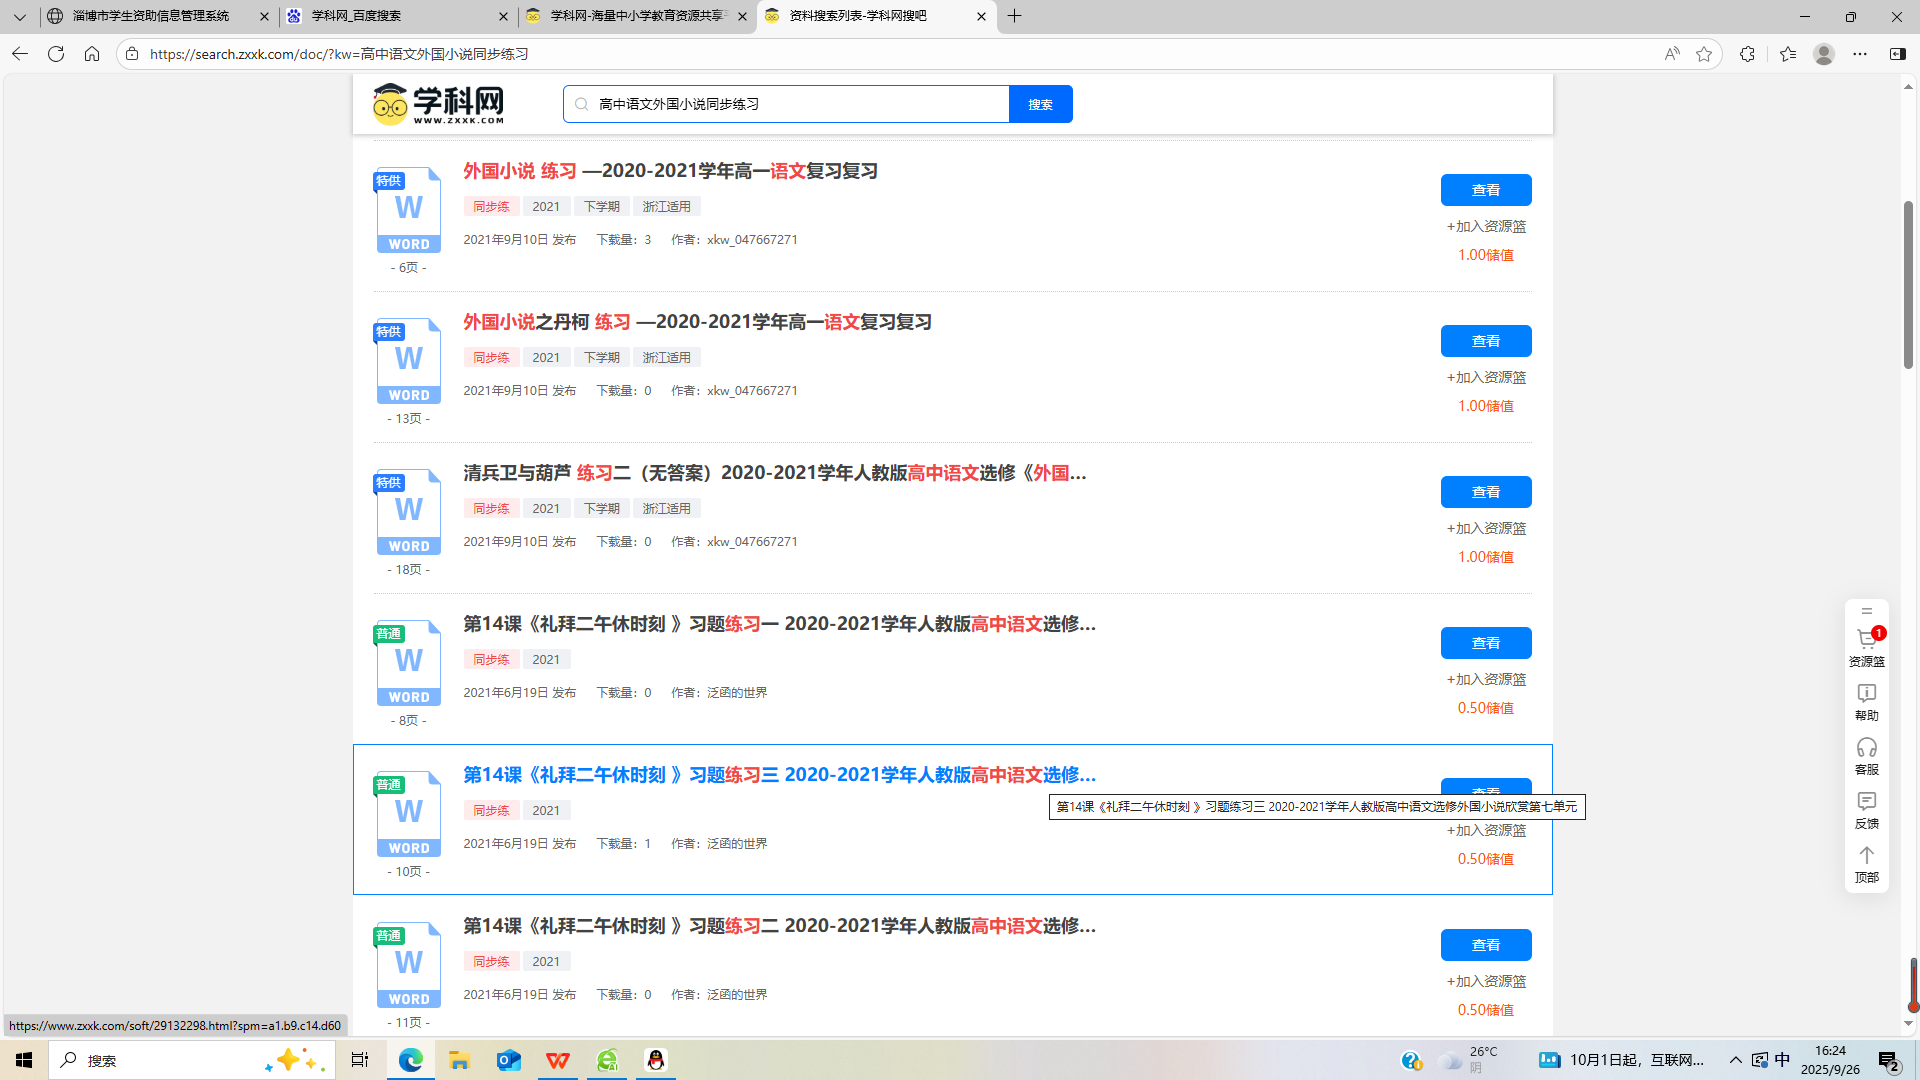 淄博市学生资助信息管理系统
学科网_百度搜索
学科网-海量中小学教育资源共享平
资料搜索列表-学科网搜吧
https://search.zxxk.com/doc/?kw=高中语文外国小说同步练习
学科网
WWW.ZXXK.COM
高中语文外国小说同步练习
搜索
特供
W
WORD
- 6页 -
外国小说 练习 —2020-2021学年高一语文复习复习
同步练 2021 下学期 浙江适用
2021年9月10日 发布 下载量：3 作者：xkw_047667271
查看
+加入资源篮
1.00储值
特供
W
WORD
- 13页 -
外国小说之丹柯 练习 —2020-2021学年高一语文复习复习
同步练 2021 下学期 浙江适用
2021年9月10日 发布 下载量：0 作者：xkw_047667271
查看
+加入资源篮
1.00储值
特供
W
WORD
- 18页 -
清兵卫与葫芦 练习二（无答案）2020-2021学年人教版高中语文选修《外国...
同步练 2021 下学期 浙江适用
2021年9月10日 发布 下载量：0 作者：xkw_047667271
查看
+加入资源篮
1.00储值
普通
W
WORD
- 8页 -
第14课《礼拜二午休时刻 》习题练习一 2020-2021学年人教版高中语文选修...
同步练 2021
2021年6月19日 发布 下载量：0 作者：泛函的世界
查看
+加入资源篮
0.50储值
普通
W
WORD
- 10页 -
第14课《礼拜二午休时刻 》习题练习三 2020-2021学年人教版高中语文选修...
同步练 2021
2021年6月19日 发布 下载量：1 作者：泛函的世界
查看
第14课《礼拜二午休时刻 》习题练习三 2020-2021学年人教版高中语文选修外国小说欣赏第七单元
+加入资源篮
0.50储值
普通
W
WORD
- 11页 -
第14课《礼拜二午休时刻 》习题练习二 2020-2021学年人教版高中语文选修...
同步练 2021
2021年6月19日 发布 下载量：0 作者：泛函的世界
查看
+加入资源篮
0.50储值
1
资源篮
帮助
客服
反馈
顶部
https://www.zxxk.com/soft/29132298.html?spm=a1.b9.c14.d60
搜索
26°C
阴
10月1日起，互联网...
中
16:24
2025/9/26
2